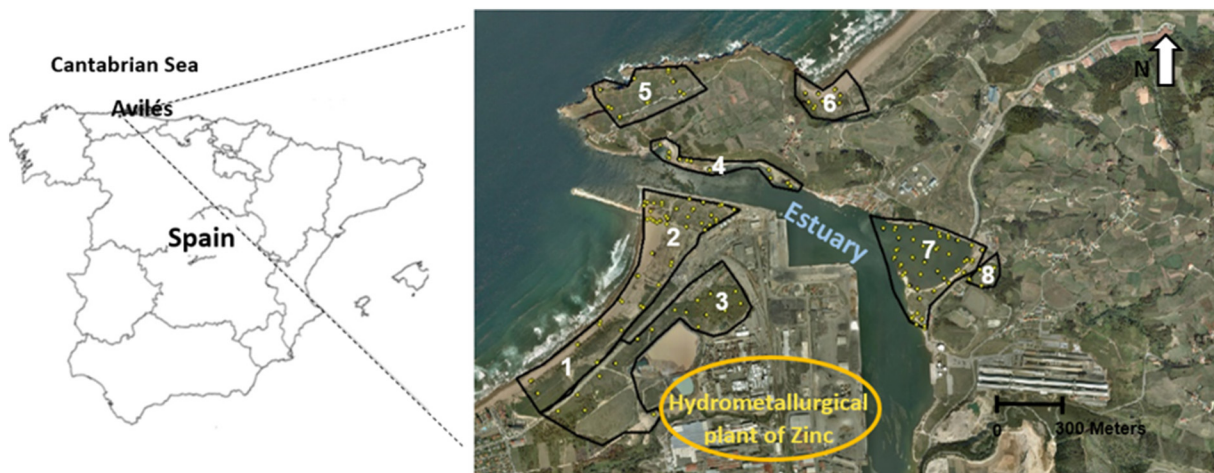 Cantabrian Sea
Avilés
Spain
5
6
N
4
Estuary
2
7
8
3
1
Hydrometallurgical
plant of Zinc
0 300 Meters